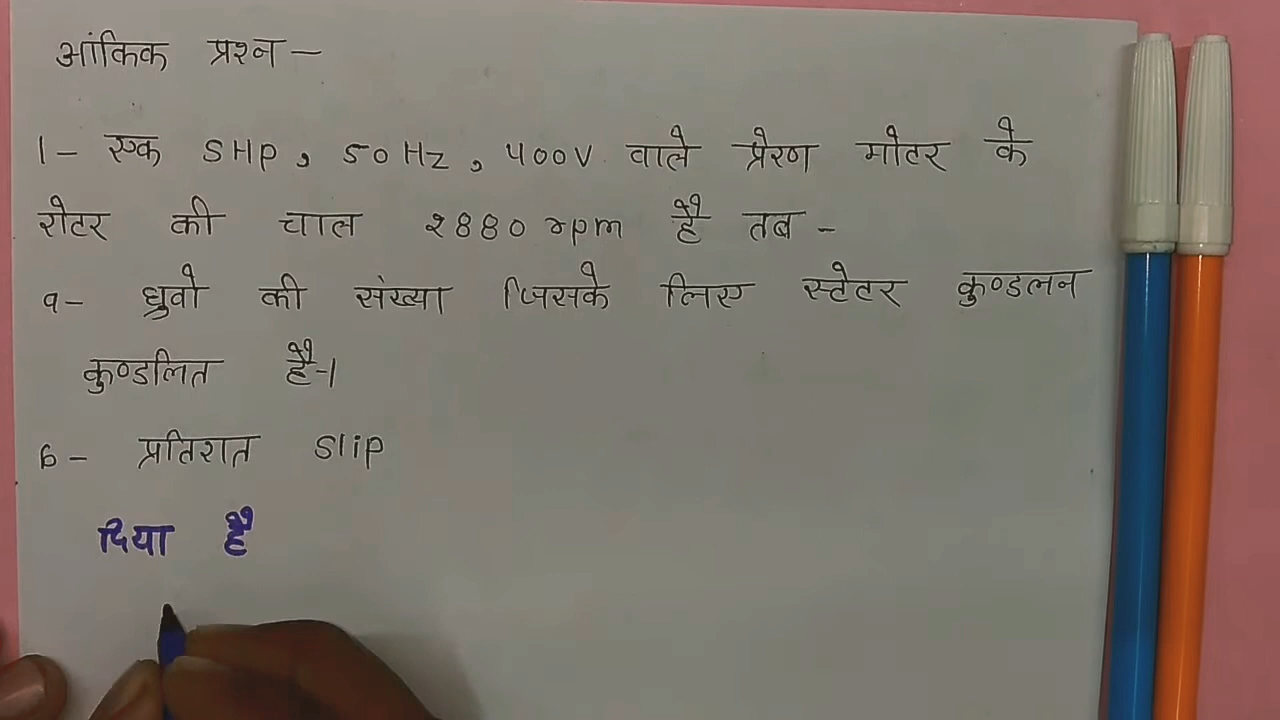 आंकिक प्रश्न –
1 – एक 5HP, 50Hz, 400V वाले प्रेरण मोटर के
रोटर की चाल 2880 rpm है तब –
a – ध्रुवो की संख्या जिसके लिए स्टेटर कुण्डलन
कुण्डलित है।
b – प्रतिशत slip
दिया है